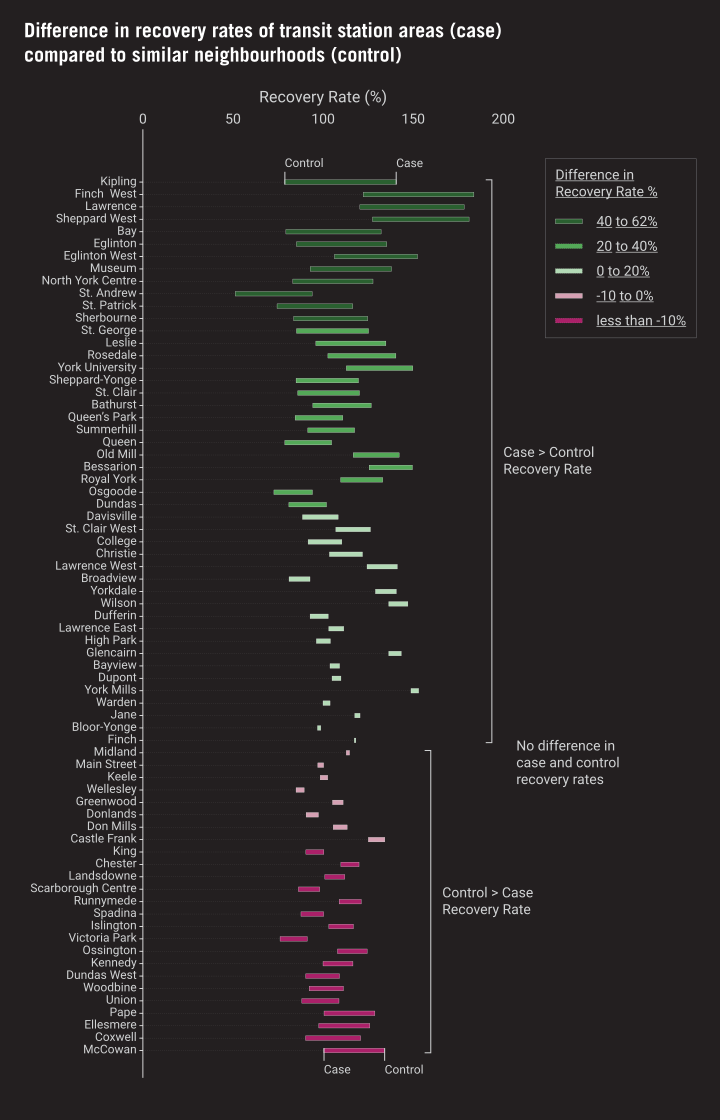 Difference in recovery rates of transit station areas (case)
compared to similar neighbourhoods (control)
Recovery Rate (%)
0 50 100 150 200
Control Case
Difference in
Recovery Rate %
40 to 62%
20 to 40%
0 to 20%
-10 to 0%
less than -10%
Kipling
Finch West
Lawrence
Sheppard West
Bay
Eglinton
Eglinton West
Museum
North York Centre
St. Andrew
St. Patrick
Sherbourne
St. George
Leslie
Rosedale
York University
Sheppard-Yonge
St. Clair
Bathurst
Queen's Park
Summerhill
Queen
Old Mill
Bessarion
Royal York
Osgoode
Dundas
Davisville
St. Clair West
College
Christie
Lawrence West
Broadview
Yorkdale
Wilson
Dufferin
Lawrence East
High Park
Glencairn
Bayview
Dupont
York Mills
Warden
Jane
Bloor-Yonge
Finch
Case > Control
Recovery Rate
No difference in
case and control
recovery rates
Midland
Main Street
Keele
Wellesley
Greenwood
Donlands
Don Mills
Castle Frank
King
Chester
Landsdowne
Scarborough Centre
Runnymede
Spadina
Islington
Victoria Park
Ossington
Kennedy
Dundas West
Woodbine
Union
Pape
Ellesmere
Coxwell
McCowan
Control > Case
Recovery Rate
Case Control